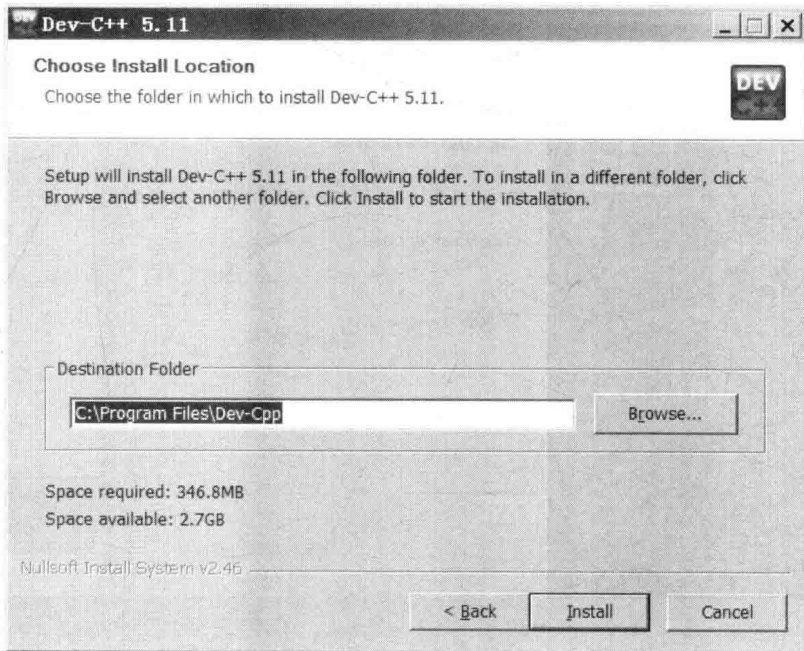 Dev-C++ 5.11
Choose Install Location
Choose the folder in which to install Dev-C++ 5.11.
DEV
C++
Setup will install Dev-C++ 5.11 in the following folder. To install in a different folder, click
Browse and select another folder. Click Install to start the installation.
Destination Folder
C:\Program Files\Dev-Cpp
Browse...
Space required: 346.8MB
Space available: 2.7GB
Nullsoft Install System v2.46
< Back
Install
Cancel